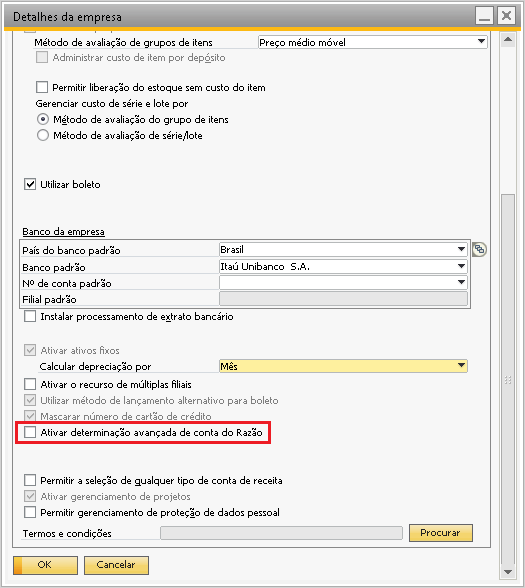 Detalhes da empresa
Método de avaliação de grupos de itens Preço médio móvel
Administrar custo de item por depósito
Permitir liberação do estoque sem custo do item
Gerenciar custo de série e lote por
Método de avaliação do grupo de itens
Método de avaliação de série/lote
Utilizar boleto
Banco da empresa
País do banco padrão Brasil
Banco padrão Itaú Unibanco S.A.
Nº de conta padrão
Filial padrão
Instalar processamento de extrato bancário
Ativar ativos fixos
Calcular depreciação por Mês
Ativar o recurso de múltiplas filiais
Utilizar método de lançamento alternativo para boleto
Mascarar número de cartão de crédito
Ativar determinação avançada de conta do Razão
Permitir a seleção de qualquer tipo de conta de receita
Ativar gerenciamento de projetos
Permitir gerenciamento de proteção de dados pessoal
Termos e condições Procurar
OK Cancelar